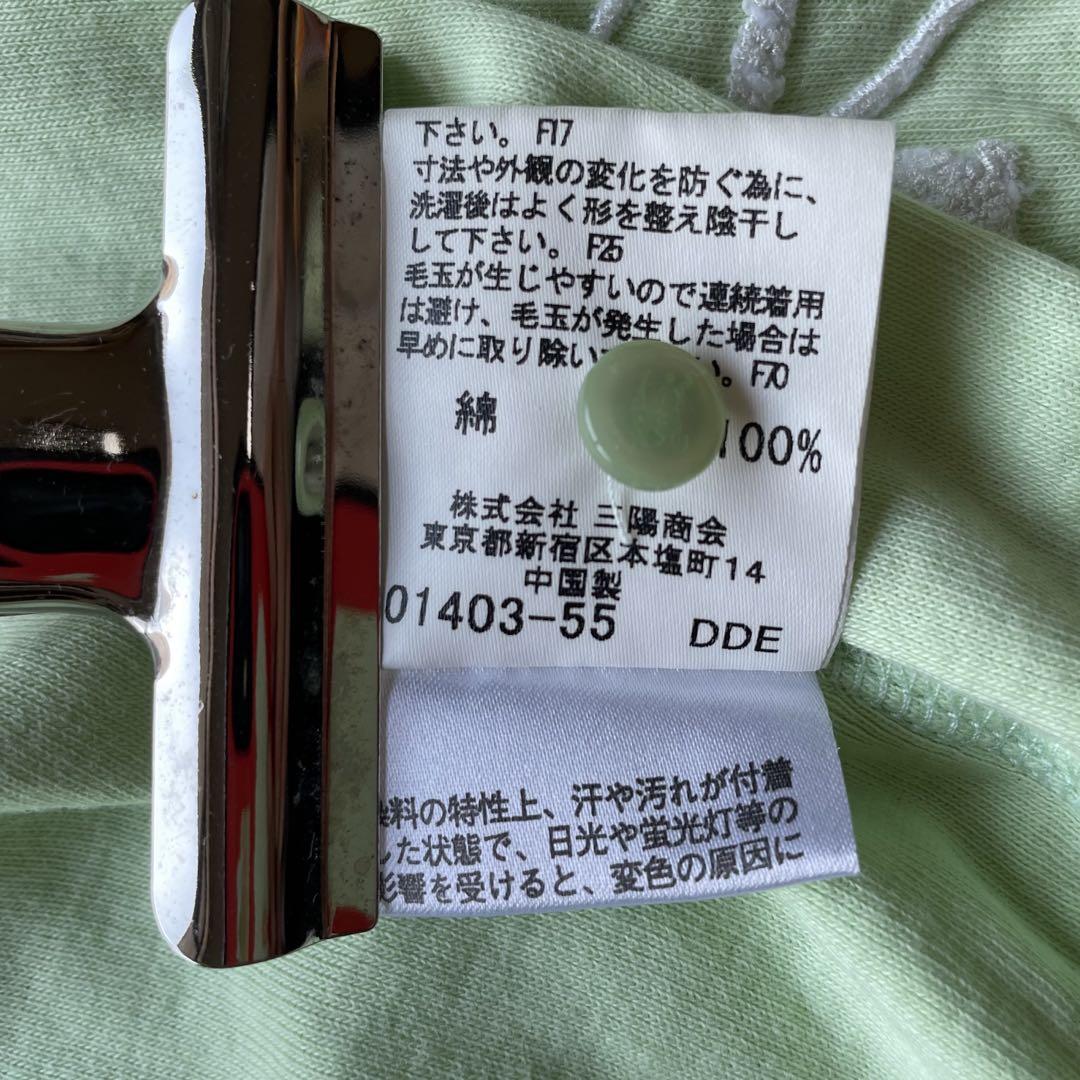 下さい。 F17
寸法や外観の変化を防ぐ為に、
洗濯後はよく形を整え陰干し
して下さい。 F25
毛玉が生じやすいので連続着用
は避け、毛玉が発生した場合は
早めに取り除い 。F70
綿 100%
株式会社 三陽商会
東京都新宿区本塩町14
中国製
01403-55 DDE
料の特性上、汗や汚れが付着
した状態で、日光や蛍光灯等の
影響を受けると、変色の原因に